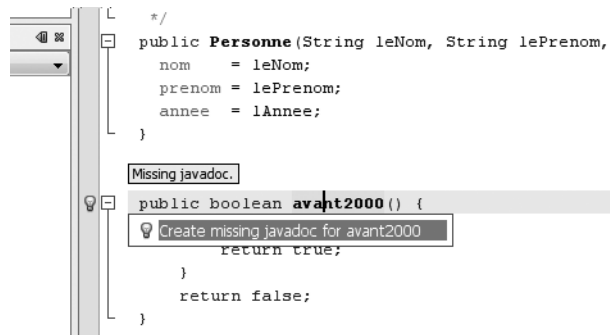 */
public Personne(String leNom, String lePrenom,
nom    = leNom;
prenom = lePrenom;
annee  = lAnnee;
}
Missing javadoc.
public boolean avant2000() {
Create missing javadoc for avant2000
return true;
}
return false;
}